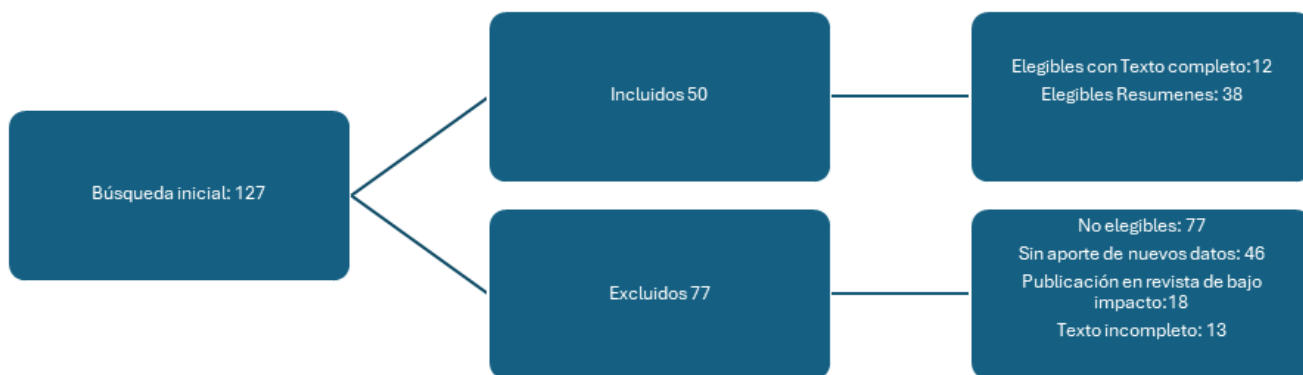 Búsqueda inicial: 127
Incluidos 50
Elegibles con Texto completo:12
Elegibles Resumenes: 38
Excluidos 77
No elegibles: 77
Sin aporte de nuevos datos: 46
Publicación en revista de bajo
impacto:18
Texto incompleto: 13